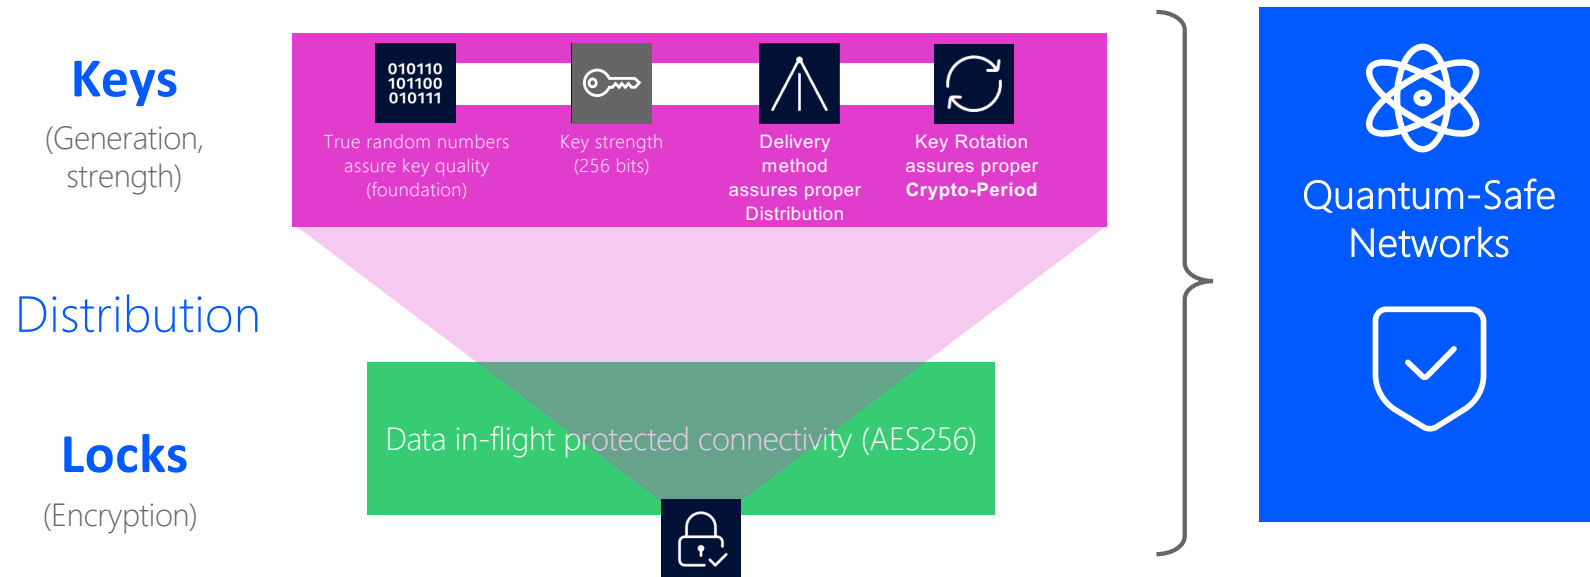 Keys
(Generation,
strength)
010110
101100
010111
True random numbers
assure key quality
(foundation)
Key strength
(256 bits)
Delivery
method
assures proper
Distribution
Key Rotation
assures proper
Crypto-Period
Distribution
Locks
(Encryption)
Data in-flight protected connectivity (AES256)
Quantum-Safe
Networks